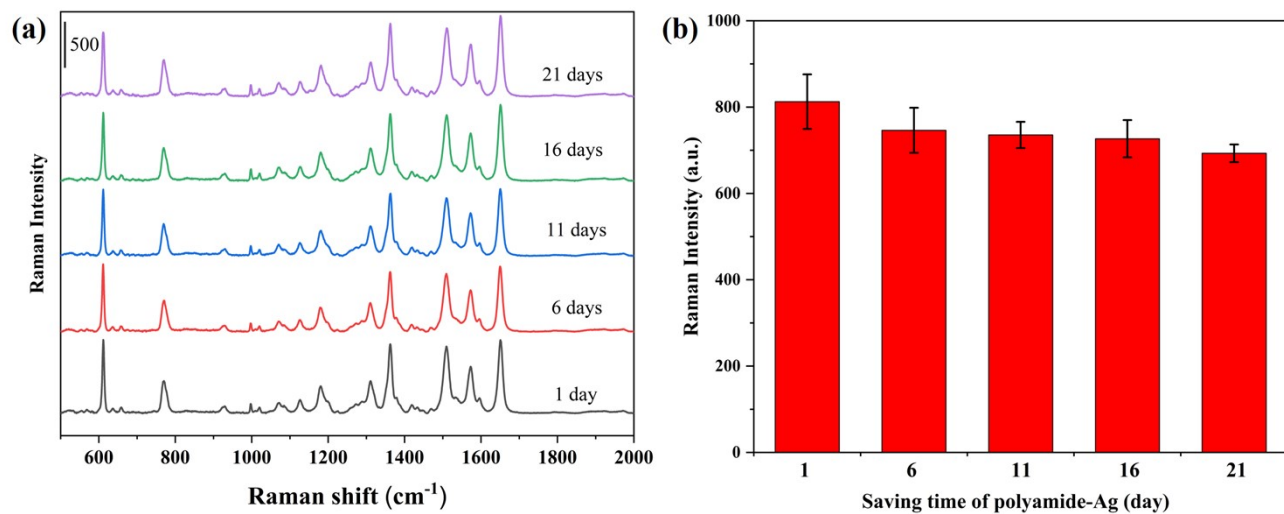 (a)
500
21 days
16 days
11 days
6 days
1 day
Raman Intensity
600 800 1000 1200 1400 1600 1800 2000
Raman shift (cm⁻¹)
(b)
1000
800
600
400
200
0
Raman Intensity (a.u.)
1 6 11 16 21
Saving time of polyamide-Ag (day)